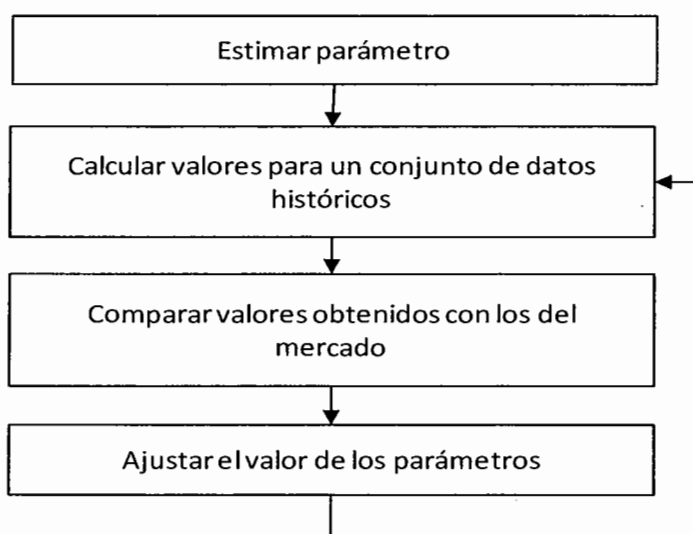 Estimar parámetro
Calcular valores para un conjunto de datos
históricos
Comparar valores obtenidos con los del
mercado
Ajustar el valor de los parámetros